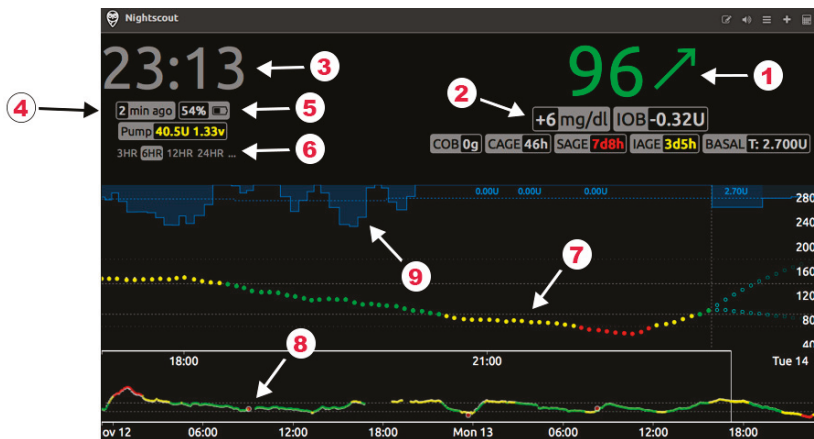 Nightscout
23:13
3
96
1
4
2 min ago 54%
5
2
+6 mg/dl IOB -0.32U
Pump 40.5U 1.33v
COB 0g CAGE 46h SAGE 7d8h IAGE 3d5h BASAL T: 2.700U
3HR 6HR 12HR 24HR ...
6
0.00U 0.00U 0.00U 2.70U
280
240
200
9
7
160
120
80
40
18:00 21:00 Tue 14
8
ov 12 06:00 12:00 18:00 Mon 13 06:00 12:00 18:00